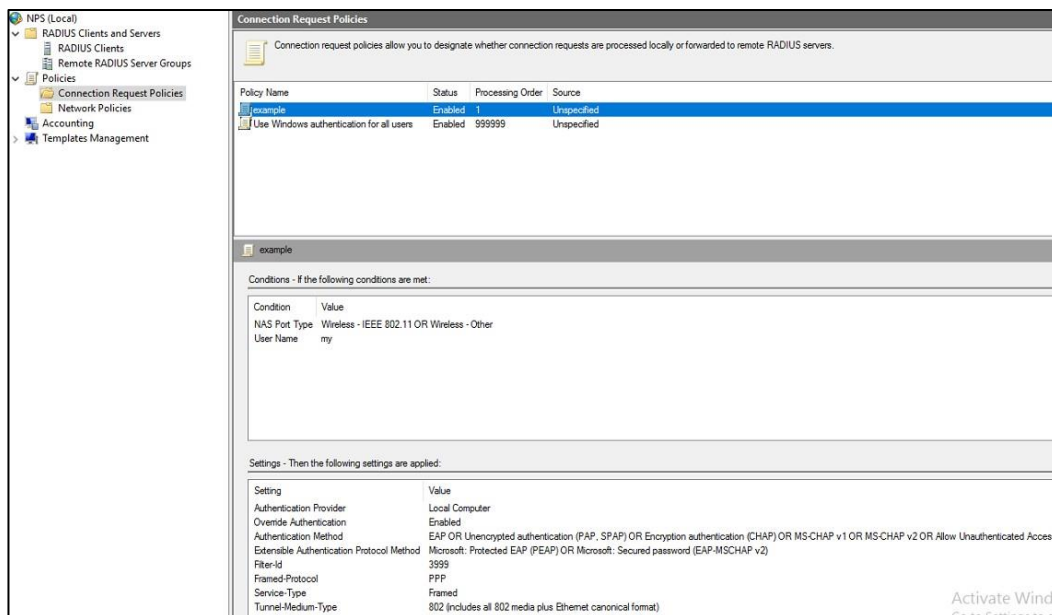 NPS (Local)
RADIUS Clients and Servers
RADIUS Clients
Remote RADIUS Server Groups
Policies
Connection Request Policies
Network Policies
Accounting
Templates Management
Connection Request Policies
Connection request policies allow you to designate whether connection requests are processed locally or forwarded to remote RADIUS servers.
Policy Name Status Processing Order Source
example Enabled 1 Unspecified
Use Windows authentication for all users Enabled 999999 Unspecified
example
Conditions - If the following conditions are met:
Condition Value
NAS Port Type Wireless - IEEE 802.11 OR Wireless - Other
User Name my
Settings - Then the following settings are applied:
Setting Value
Authentication Provider Local Computer
Override Authentication Enabled
Authentication Method EAP OR Unencrypted authentication (PAP, SPAP) OR Encryption authentication (CHAP) OR MS-CHAP v1 OR MS-CHAP v2 OR Allow Unauthenticated Acces
Extensible Authentication Protocol Method Microsoft: Protected EAP (PEAP) OR Microsoft: Secured password (EAP-MSCHAP v2)
Filter-Id 3999
Framed-Protocol PPP
Service-Type Framed
Tunnel-Medium-Type 802 (includes all 802 media plus Ethernet canonical format)
Activate Wind